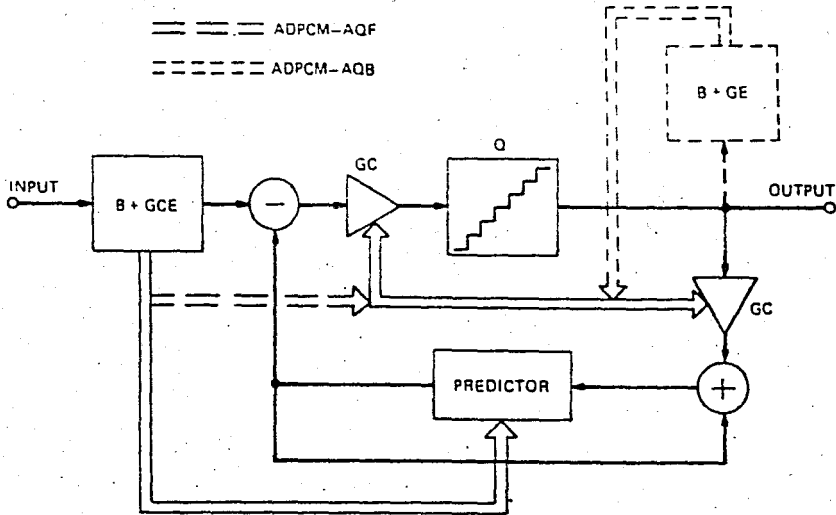 ADPCM-AQF
ADPCM-AQB
B + GE
Q
GC
INPUT
B + GCE
−
OUTPUT
GC
PREDICTOR
+